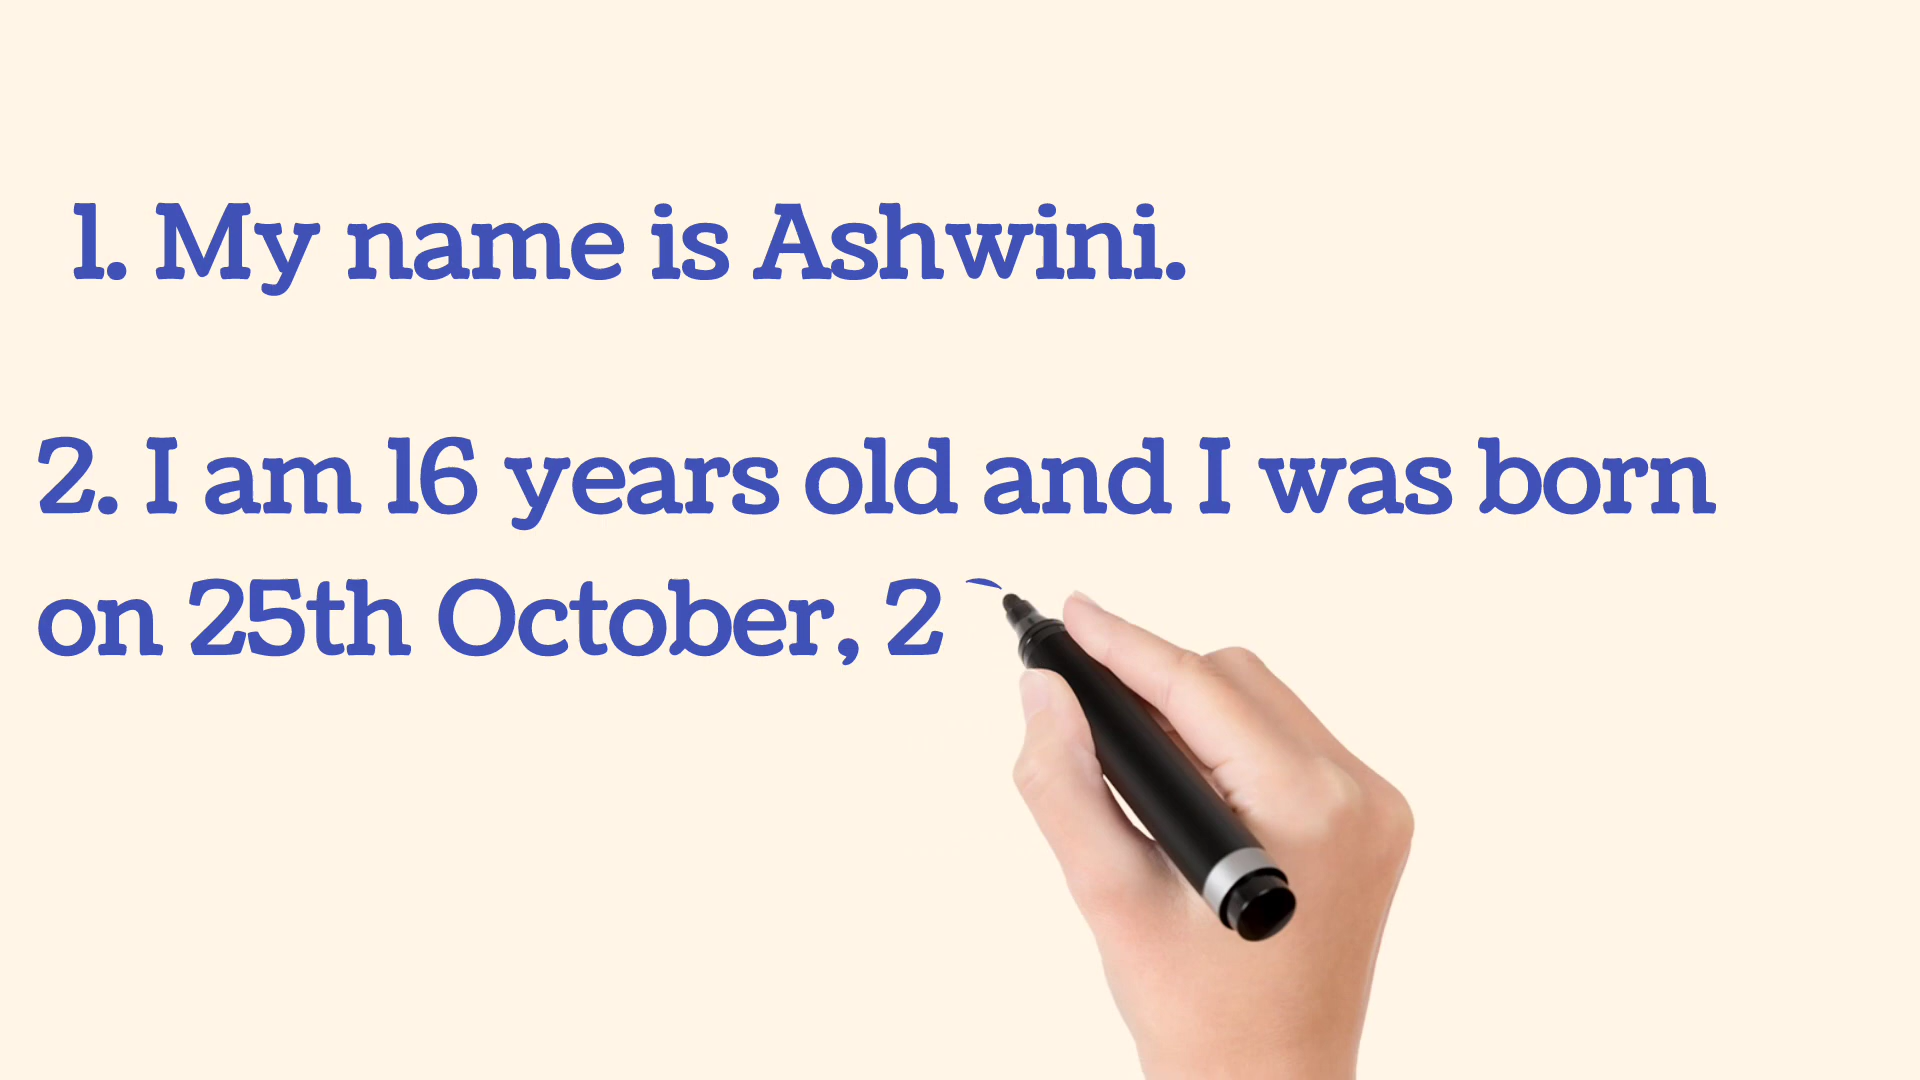 1. My name is Ashwini.
2. I am 16 years old and I was born
on 25th October, 2